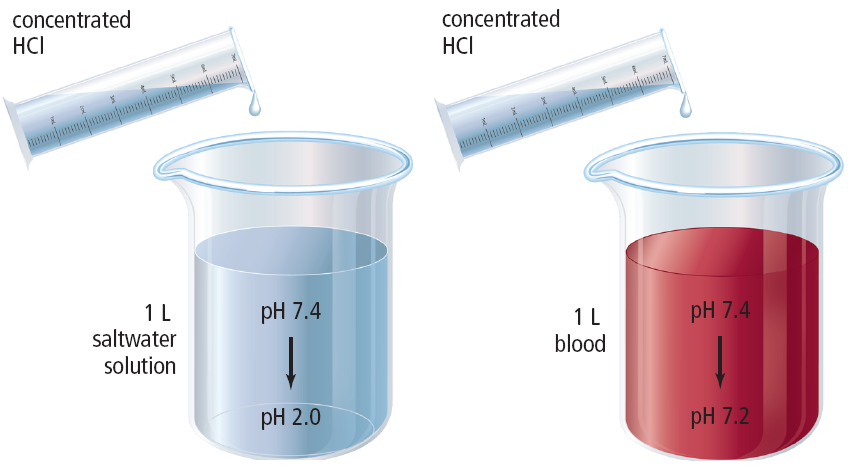 concentrated
HCl
concentrated
HCl
1 L
saltwater
solution
pH 7.4
pH 2.0
1 L
blood
pH 7.4
pH 7.2